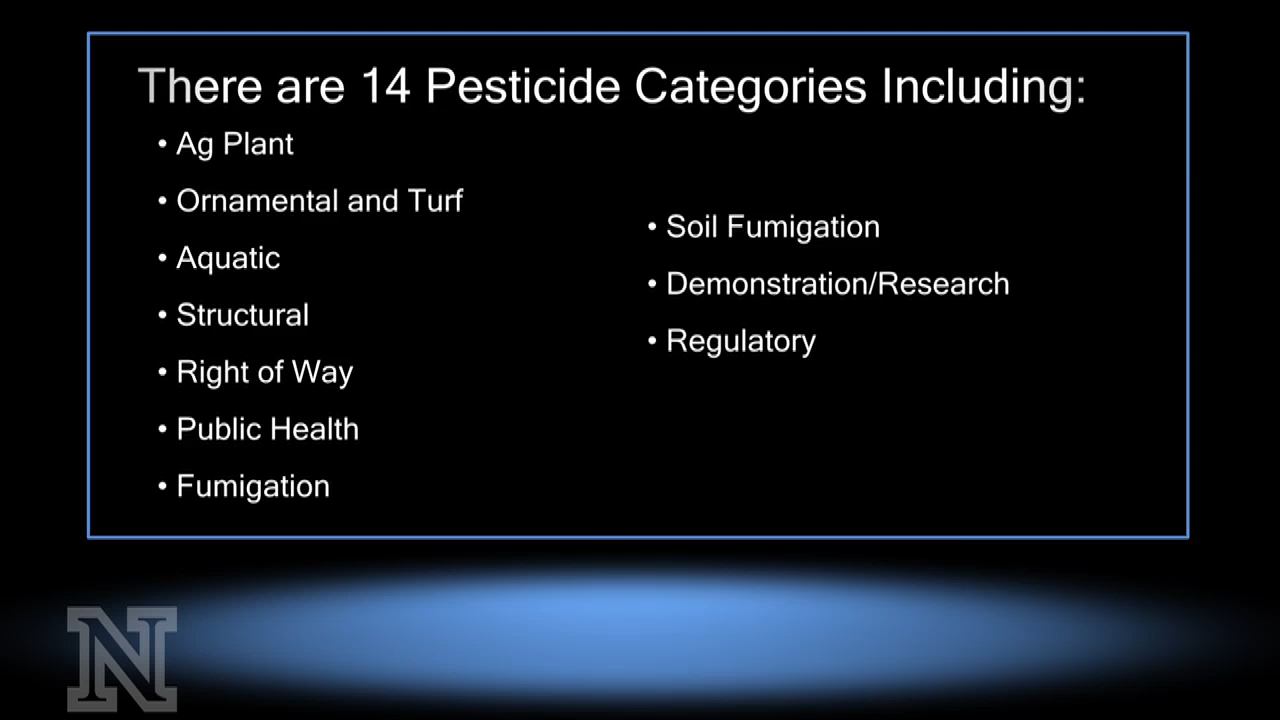 There are 14 Pesticide Categories Including:
• Ag Plant
• Ornamental and Turf
• Aquatic
• Structural
• Right of Way
• Public Health
• Fumigation
• Soil Fumigation
• Demonstration/Research
• Regulatory
N